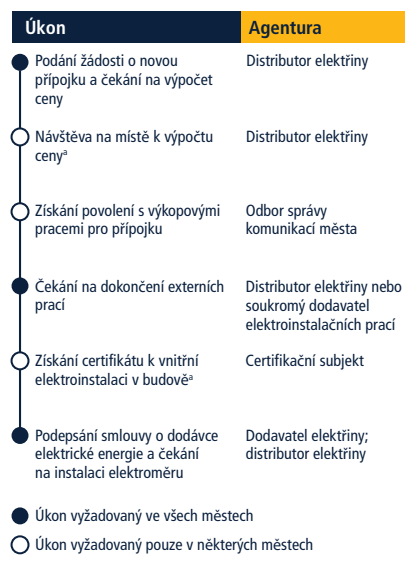 Úkon Agentura
Podání žádosti o novou Distributor elektřiny
přípojku a čekání na výpočet
ceny
Návštěva na místě k výpočtu Distributor elektřiny
cenyᵃ
Získání povolení s výkopovými Odbor správy
pracemi pro přípojku komunikací města
Čekání na dokončení externích Distributor elektřiny nebo
prací soukromý dodavatel
elektroinstalačních prací
Získání certifikátu k vnitřní Certifikační subjekt
elektroinstalaci v budověᵃ
Podepsání smlouvy o dodávce Dodavatel elektřiny;
elektrické energie a čekání distributor elektřiny
na instalaci elektroměru
Úkon vyžadovaný ve všech městech
Úkon vyžadovaný pouze v některých městech